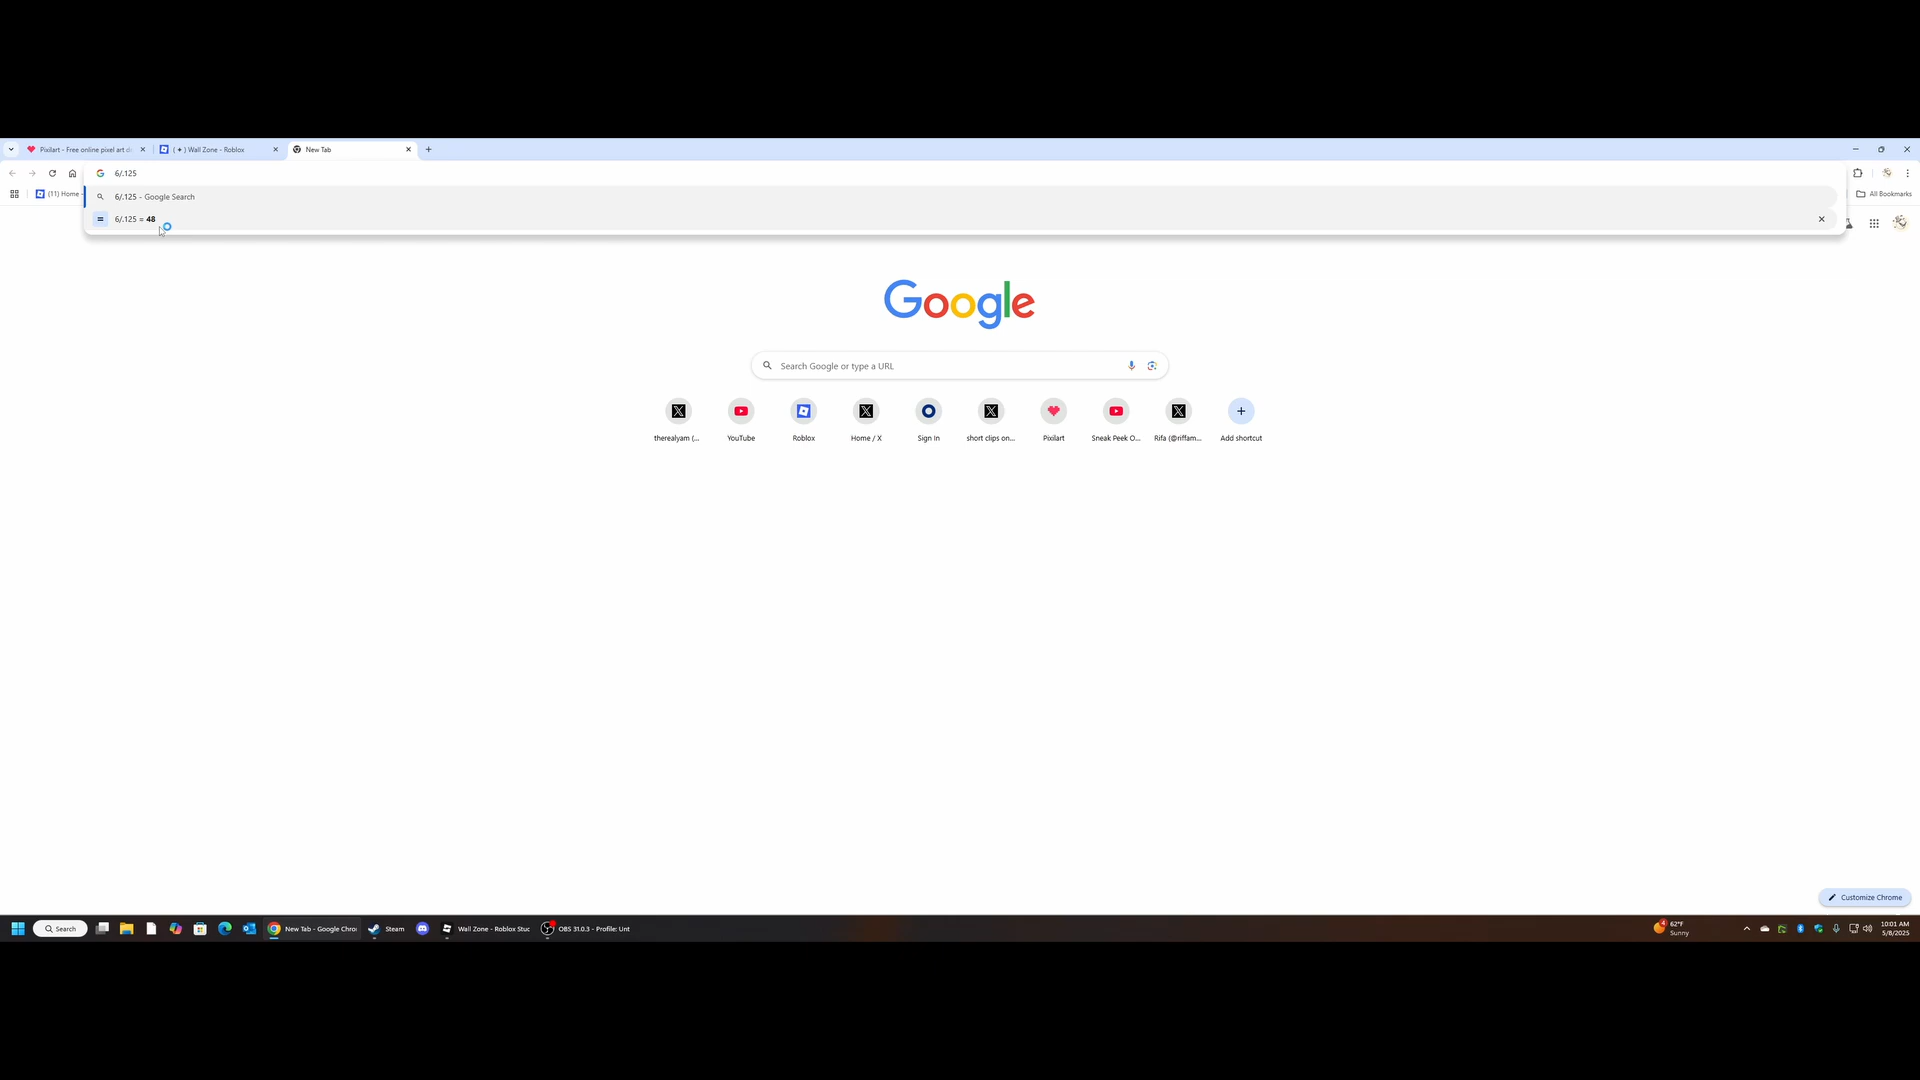 Pixilart - Free online pixel art d
( ✦ ) Wall Zone - Roblox
New Tab
6/.125
(11) Home -
All Bookmarks
6/.125 - Google Search
6/.125 = 48
Google
Search Google or type a URL
therealyam (...
YouTube
Roblox
Home / X
Sign In
short clips on...
Pixilart
Sneak Peek O...
Rifa (@riffam...
Add shortcut
Customize Chrome
Search
New Tab - Google Chro
Steam
Wall Zone - Roblox Stuc
OBS 31.0.3 - Profile: Unt
4
62°F
Sunny
10:01 AM
5/8/2025